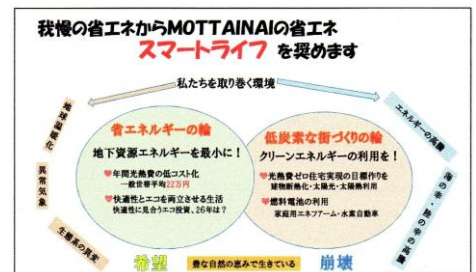 我慢の省エネからMOTTAINAIの省エネ
スマートライフ を奨めます
私たちを取り巻く環境
地球温暖化
異常気象
生態系の異変
エネルギーの高騰
海の幸・陸の幸の高騰
省エネルギーの輪
地下資源エネルギーを最小に！
年間光熱費の低コスト化
一般世帯平均22万円
快適性とエコを両立させる生活
快適性に見合うエコ投資、26年は？
低炭素な街づくりの輪
クリーンエネルギーの利用を！
光熱費ゼロ住宅実現の目標作りを
建物断熱化・太陽光・太陽熱利用
燃料電池の利用
家庭用エネファーム・水素自動車
希望
豊な自然の恵みで生きている
崩壊